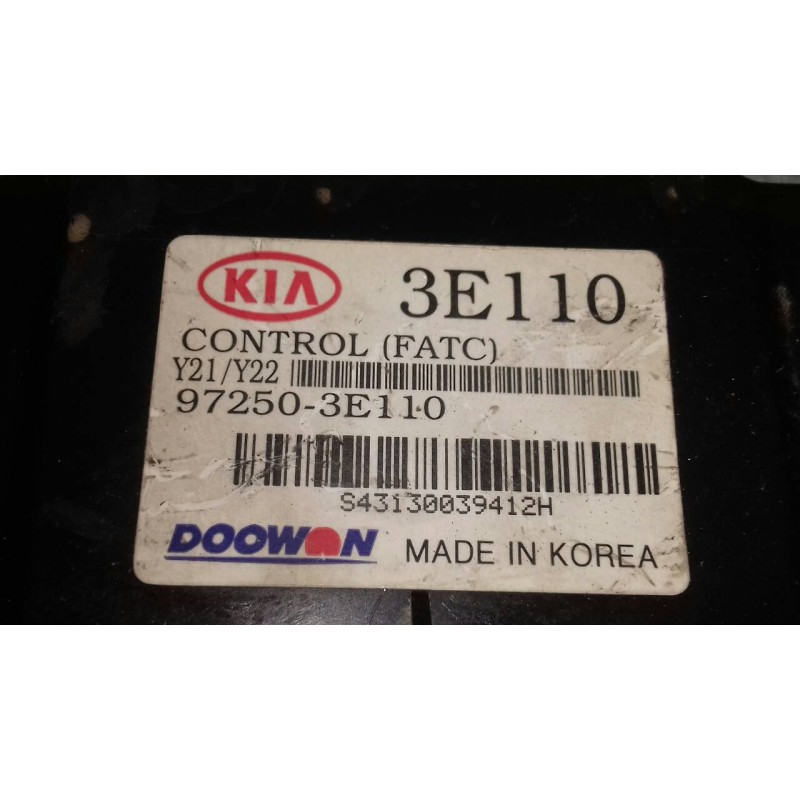 KIA 3E110
CONTROL (FATC)
Y21/Y22
97250-3E110
S43130039412H
DOOWON MADE IN KOREA